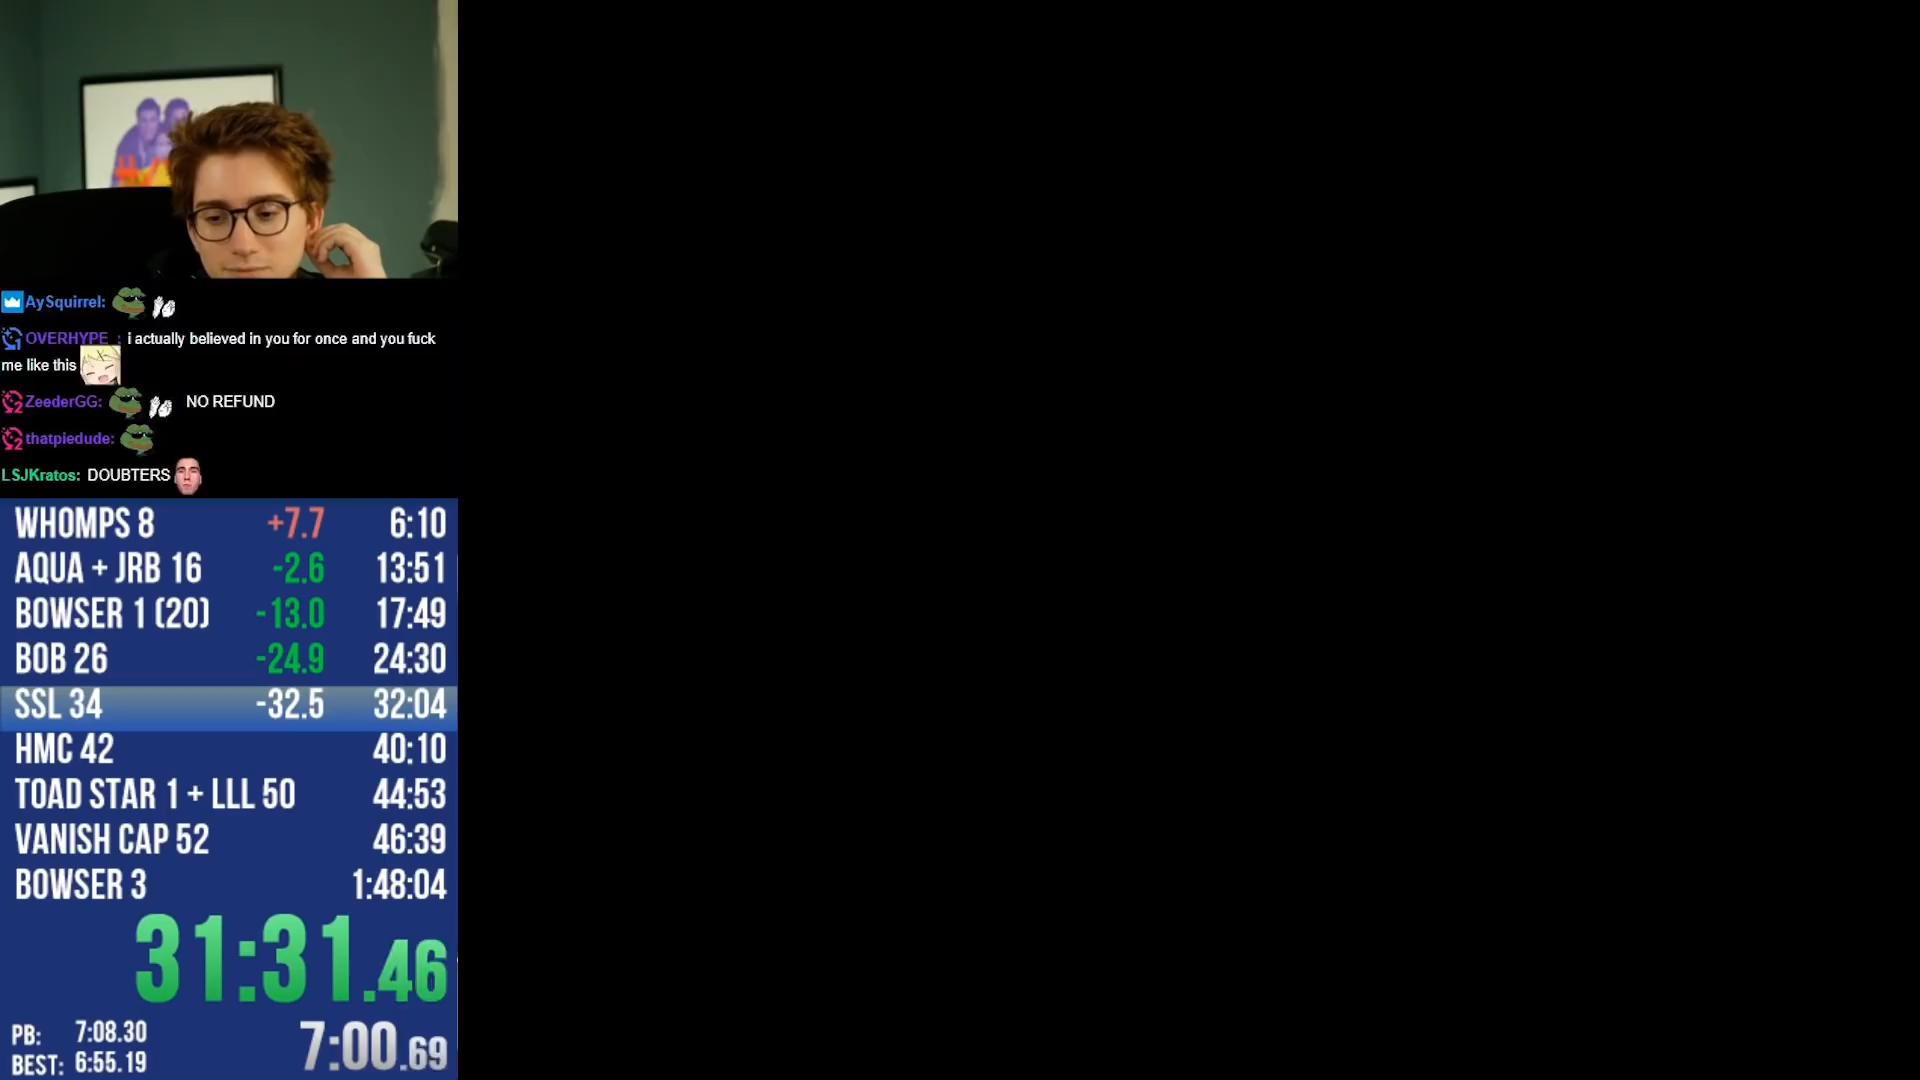 AySquirrel:
OVERHYPE : i actually believed in you for once and you fuck
me like this
ZeederGG: NO REFUND
thatpiedude:
LSJKratos: DOUBTERS
WHOMPS 8 +7.7 6:10
AQUA + JRB 16 -2.6 13:51
BOWSER 1 (20) -13.0 17:49
BOB 26 -24.9 24:30
SSL 34 -32.5 32:04
HMC 42 40:10
TOAD STAR 1 + LLL 50 44:53
VANISH CAP 52 46:39
BOWSER 3 1:48:04
31:31.46
PB: 7:08.30 7:00.69
BEST: 6:55.19